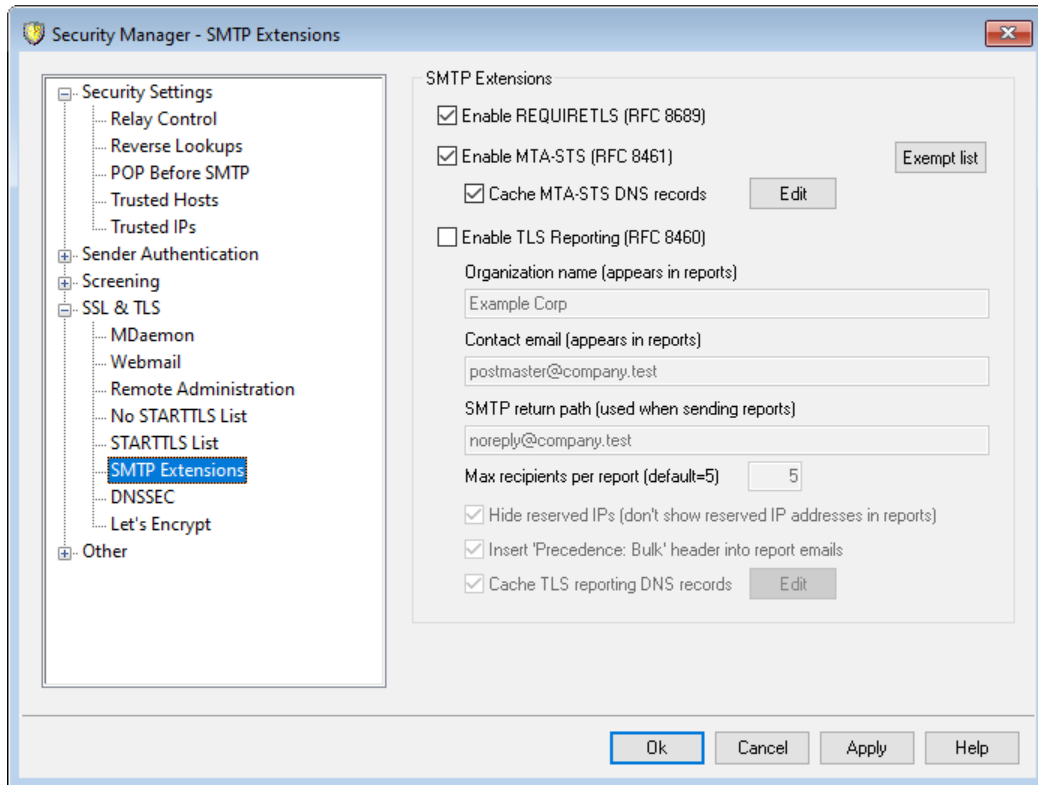 Security Manager - SMTP Extensions
Security Settings
Relay Control
Reverse Lookups
POP Before SMTP
Trusted Hosts
Trusted IPs
Sender Authentication
Screening
SSL & TLS
MDaemon
Webmail
Remote Administration
No STARTTLS List
STARTTLS List
SMTP Extensions
DNSSEC
Let's Encrypt
Other
SMTP Extensions
Enable REQUIRETLS (RFC 8689)
Enable MTA-STS (RFC 8461) Exempt list
Cache MTA-STS DNS records Edit
Enable TLS Reporting (RFC 8460)
Organization name (appears in reports)
Example Corp
Contact email (appears in reports)
postmaster@company.test
SMTP return path (used when sending reports)
noreply@company.test
Max recipients per report (default=5) 5
Hide reserved IPs (don't show reserved IP addresses in reports)
Insert 'Precedence: Bulk' header into report emails
Cache TLS reporting DNS records Edit
Ok Cancel Apply Help